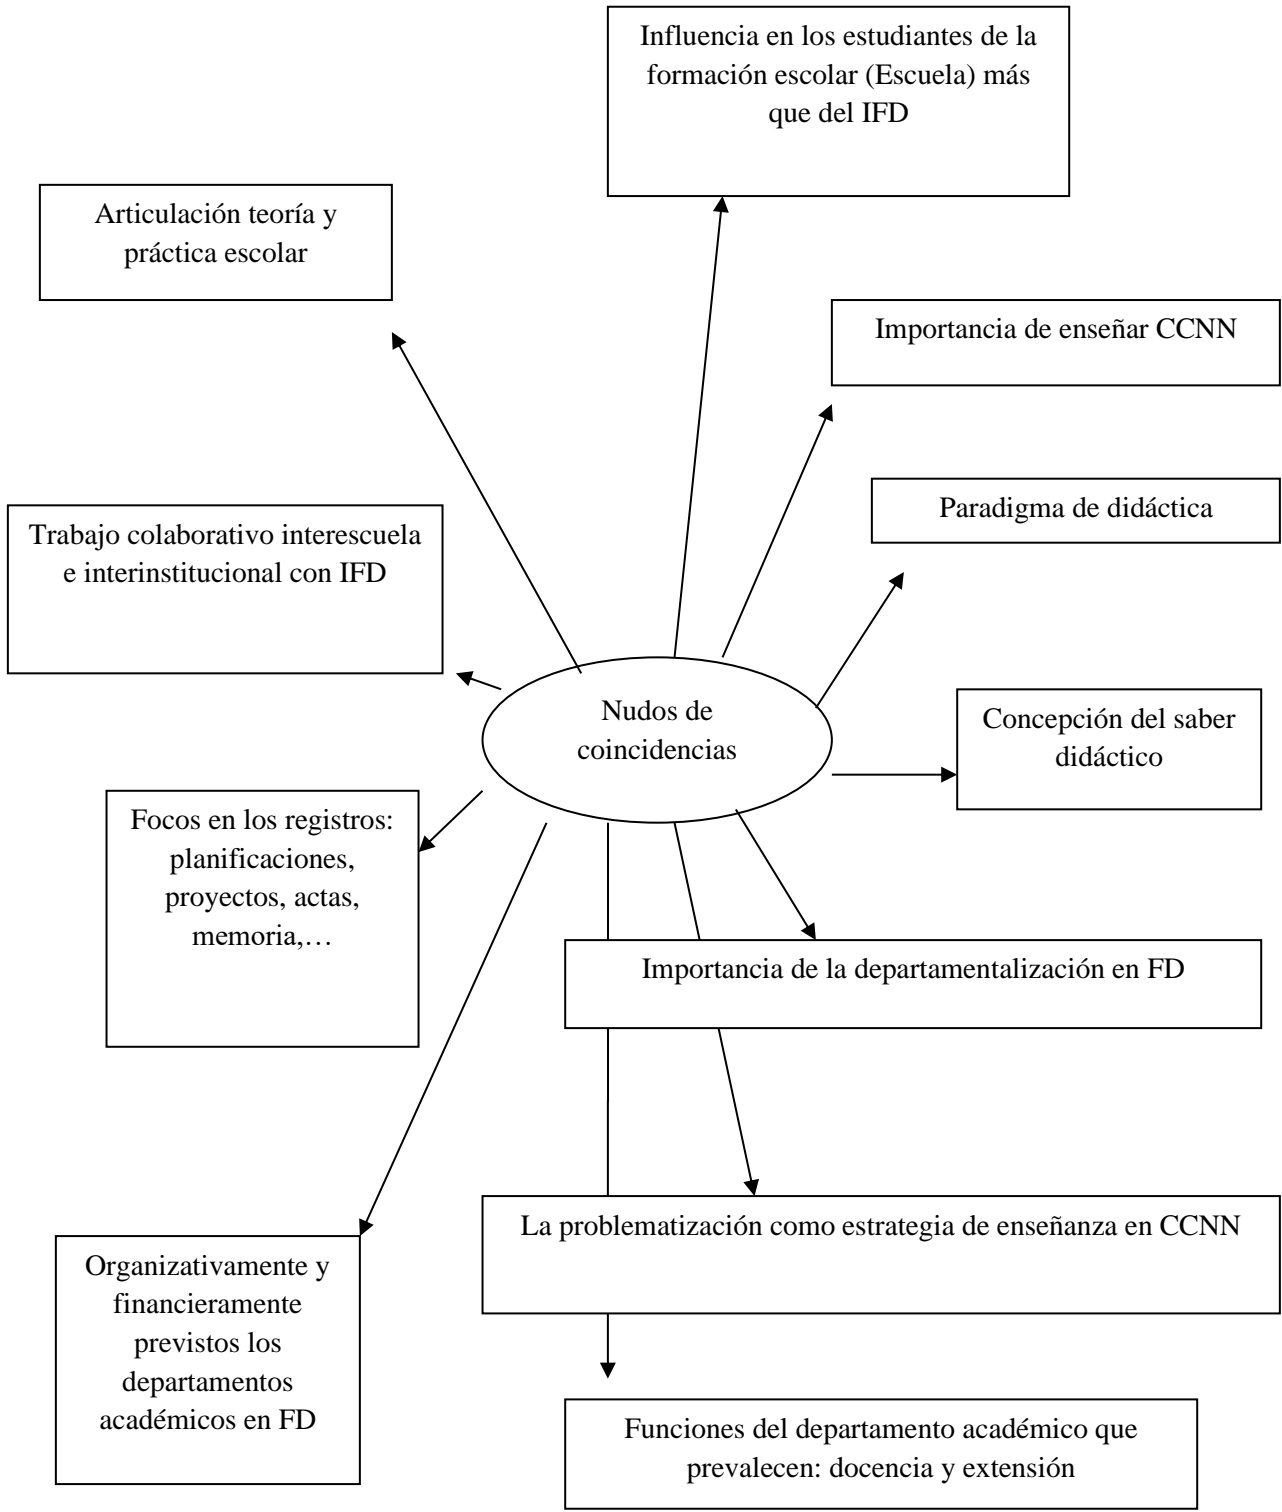 Influencia en los estudiantes de la
formación escolar (Escuela) más
que del IFD
Articulación teoría y
práctica escolar
Importancia de enseñar CCNN
Paradigma de didáctica
Trabajo colaborativo interescuela
e interinstitucional con IFD
Nudos de
coincidencias
Concepción del saber
didáctico
Focos en los registros:
planificaciones,
proyectos, actas,
memoria,…
Importancia de la departamentalización en FD
La problematización como estrategia de enseñanza en CCNN
Organizativamente y
financieramente
previstos los
departamentos
académicos en FD
Funciones del departamento académico que
prevalecen: docencia y extensión